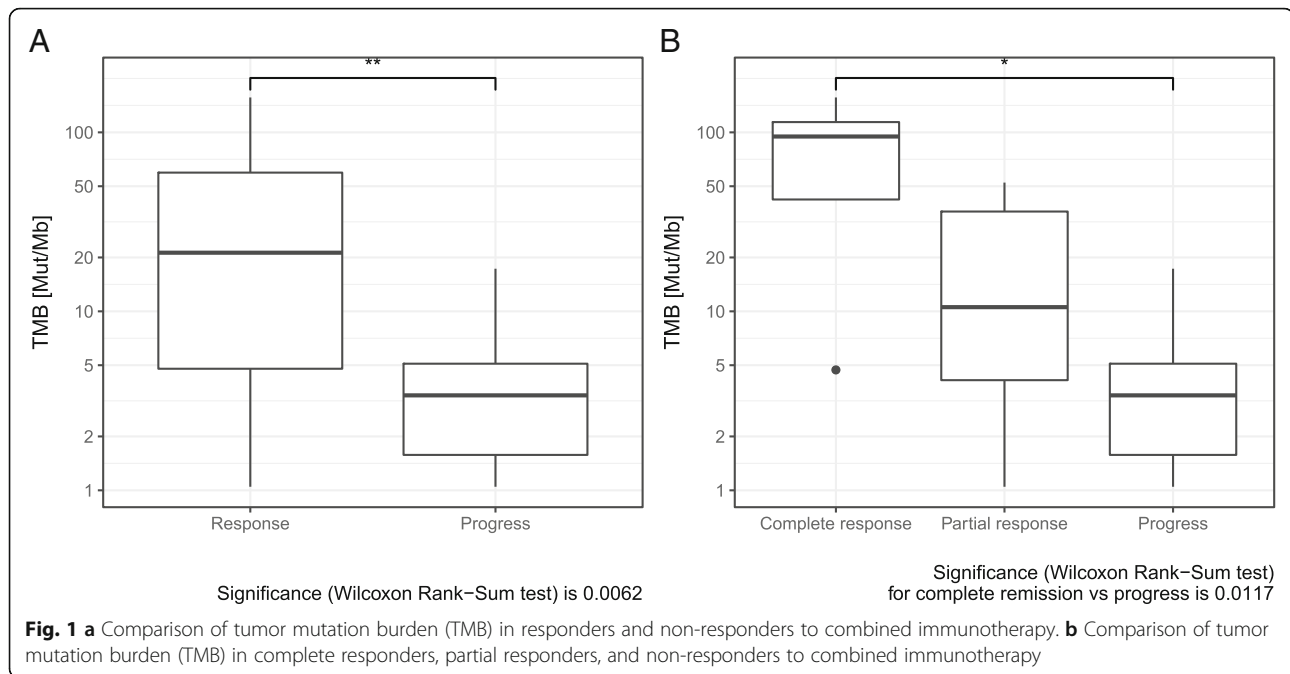 A
**
100
50
20
10
5
2
1
TMB [Mut/Mb]
Response Progress
Significance (Wilcoxon Rank−Sum test) is 0.0062
B
*
100
50
20
10
5
2
1
TMB [Mut/Mb]
Complete response Partial response Progress
Significance (Wilcoxon Rank−Sum test)
for complete remission vs progress is 0.0117
Fig. 1 a Comparison of tumor mutation burden (TMB) in responders and non-responders to combined immunotherapy. b Comparison of tumor
mutation burden (TMB) in complete responders, partial responders, and non-responders to combined immunotherapy